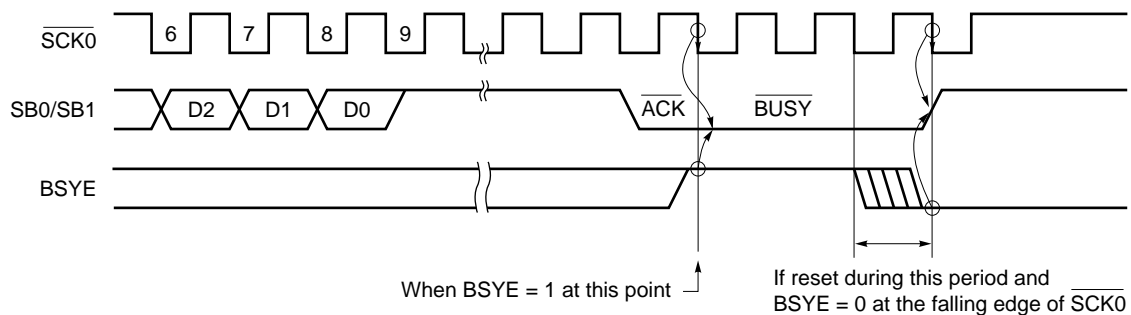 SCK0 6 7 8 9
SB0/SB1 D2 D1 D0 ACK BUSY
BSYE
When BSYE = 1 at this point
If reset during this period and
BSYE = 0 at the falling edge of SCK0